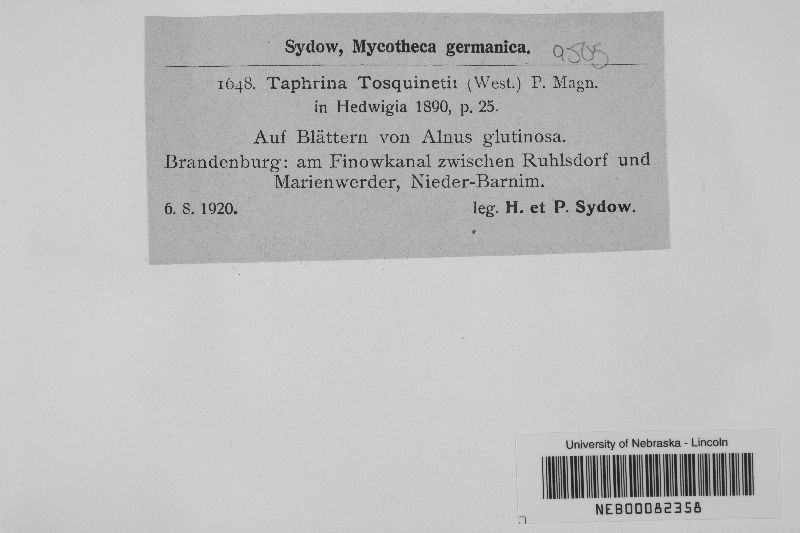 Sydow, Mycotheca germanica. 9505
1648. Taphrina Tosquinetii (West.) P. Magn.
in Hedwigia 1890, p. 25.
Auf Blättern von Alnus glutinosa.
Brandenburg: am Finowkanal zwischen Ruhlsdorf und
Marienwerder, Nieder-Barnim.
6. 8. 1920. leg. H. et P. Sydow.
University of Nebraska - Lincoln
NEB00082358